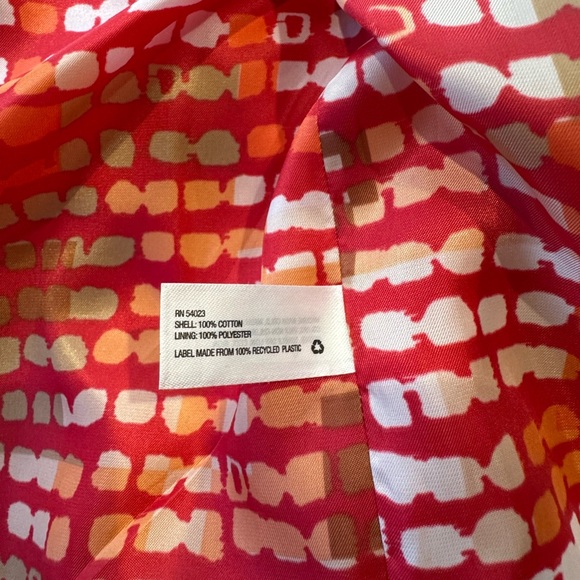 RN 54023
SHELL: 100% COTTON
LINING: 100% POLYESTER
LABEL MADE FROM 100% RECYCLED PLASTIC